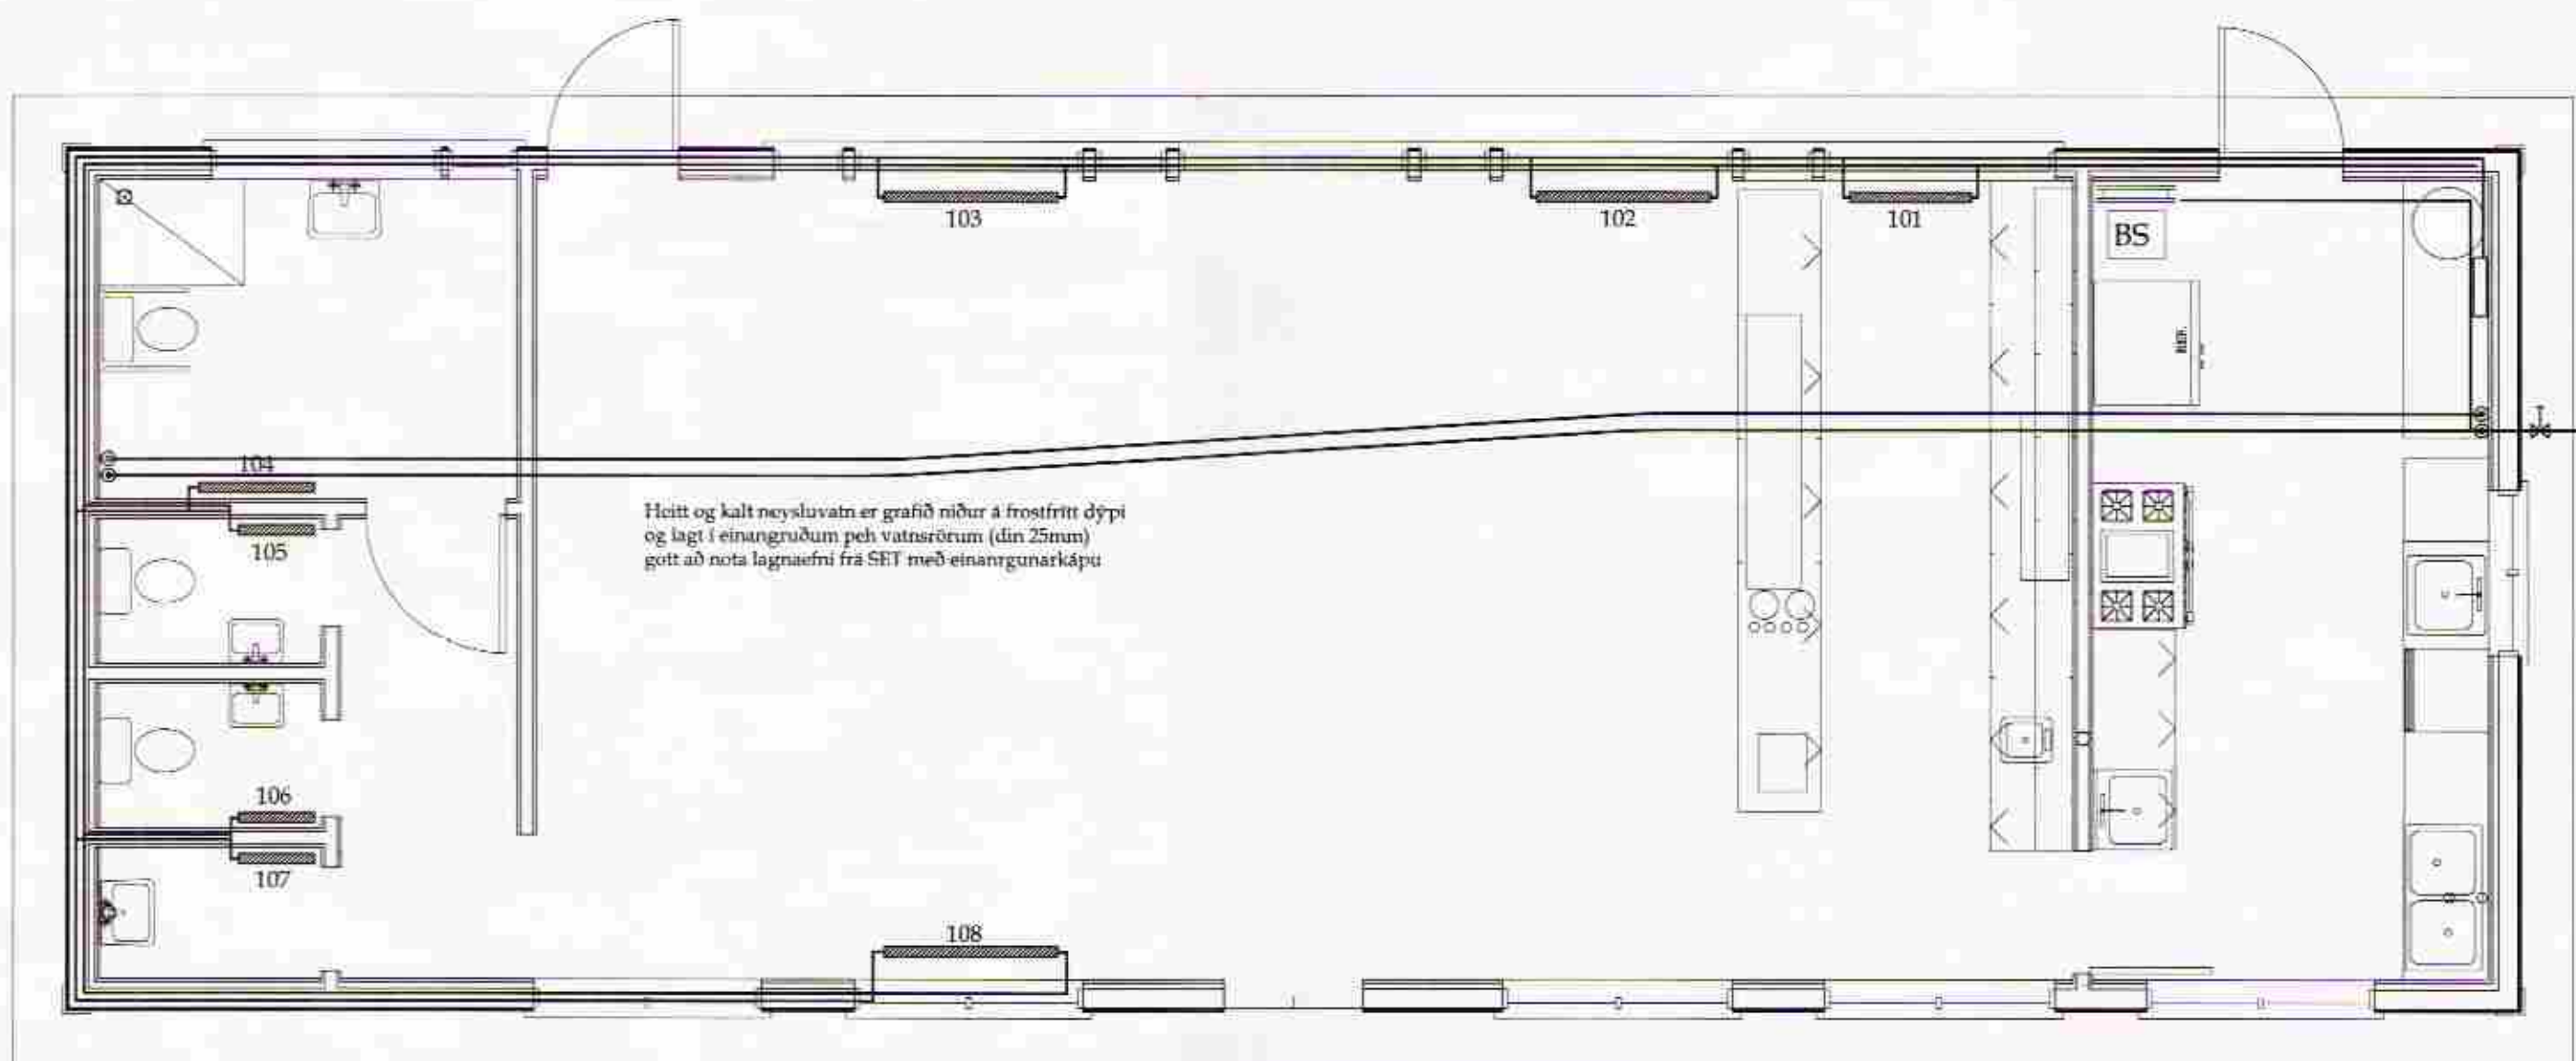 103
102
101
BS
REF.
104
Heitt og kalt neysluvatn er grafið niður á frostfrítt dýpi
og lagt í einangruðum peh vatnsrörum (din 25mm)
gott að nota lagnaefni frá SET með einanrgunarkápu
105
106
107
108